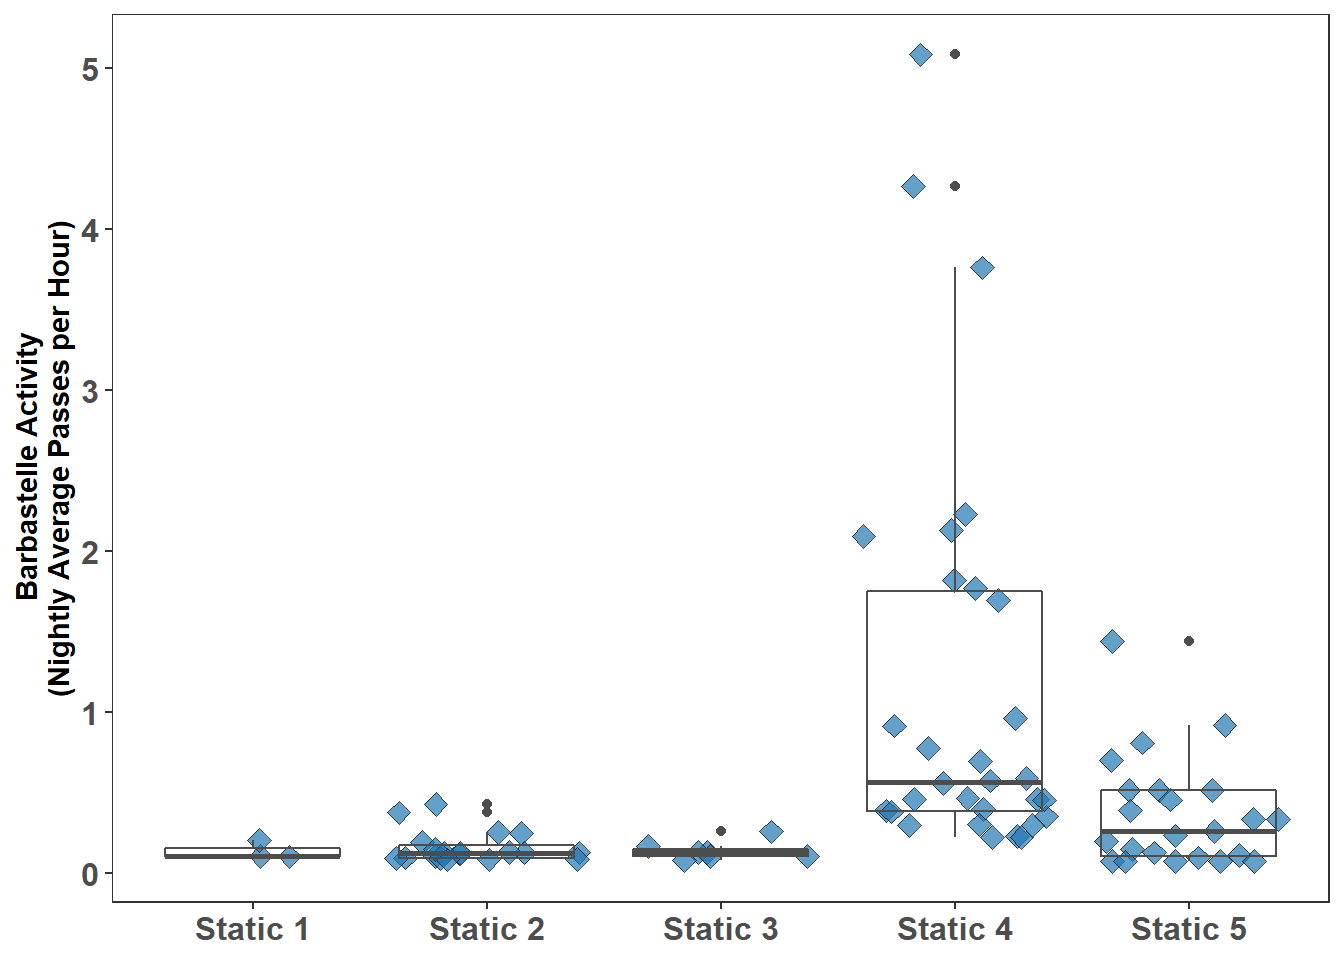 Barbastelle Activity
(Nightly Average Passes per Hour)
5
4
3
2
1
0
Static 1
Static 2
Static 3
Static 4
Static 5